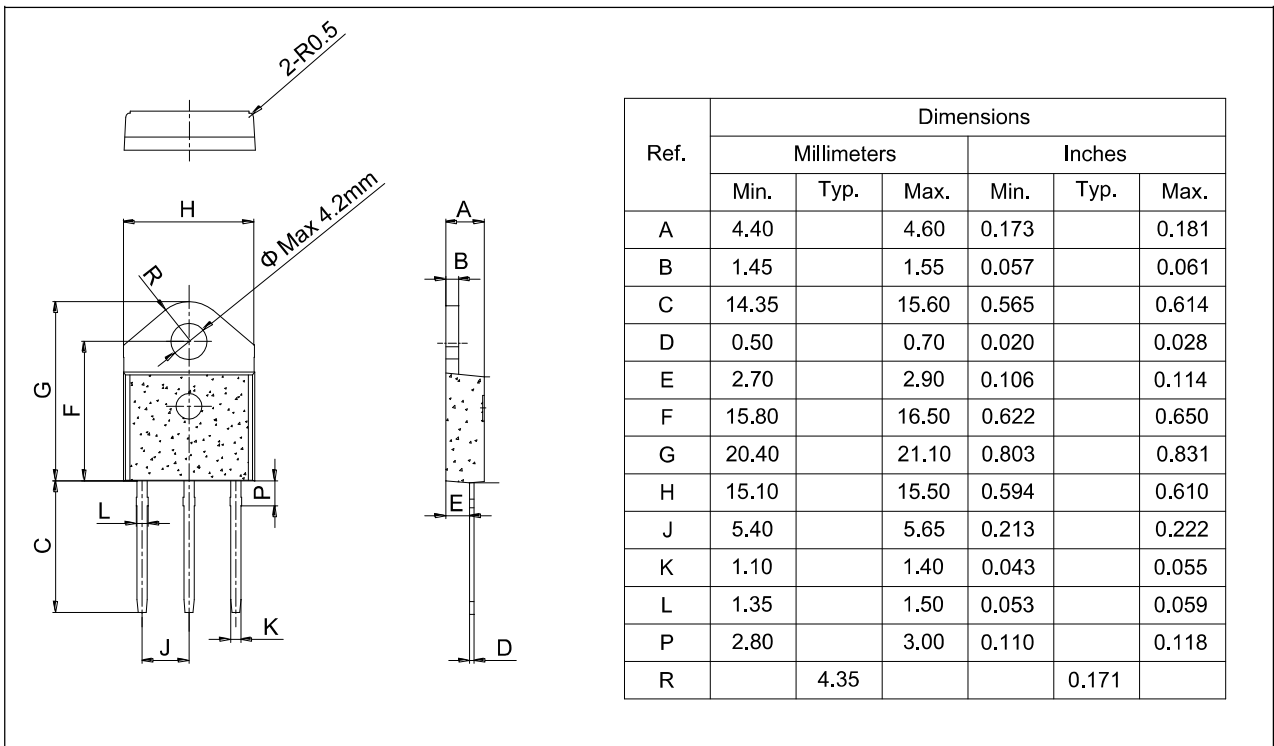 2-R0.5
H
Φ Max 4.2mm
R
G
F
P
L
C
K
J
A
B
E
D
Ref. Dimensions
Millimeters Inches
Min. Typ. Max. Min. Typ. Max.
A 4.40 4.60 0.173 0.181
B 1.45 1.55 0.057 0.061
C 14.35 15.60 0.565 0.614
D 0.50 0.70 0.020 0.028
E 2.70 2.90 0.106 0.114
F 15.80 16.50 0.622 0.650
G 20.40 21.10 0.803 0.831
H 15.10 15.50 0.594 0.610
J 5.40 5.65 0.213 0.222
K 1.10 1.40 0.043 0.055
L 1.35 1.50 0.053 0.059
P 2.80 3.00 0.110 0.118
R 4.35 0.171